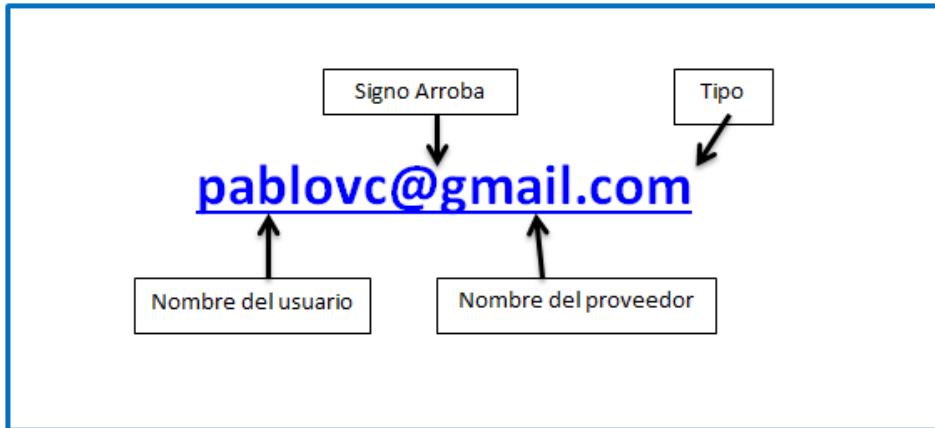 Signo Arroba
Tipo
pablovc@gmail.com
Nombre del usuario
Nombre del proveedor